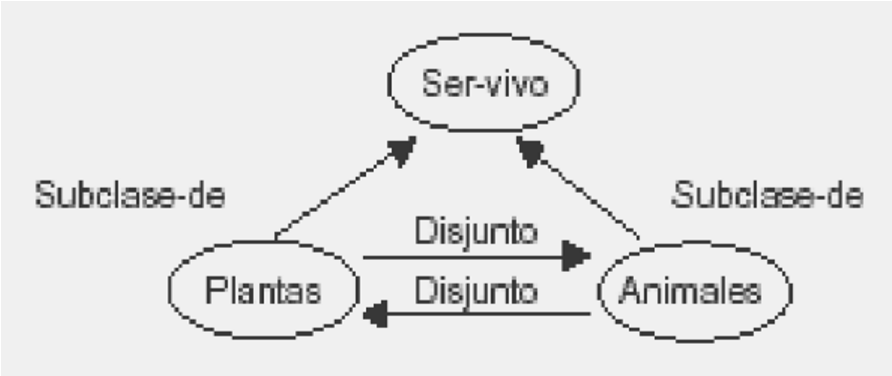 Ser-vivo
Subclase-de
Subclase-de
Disjunto
Plantas
Disjunto
Animales